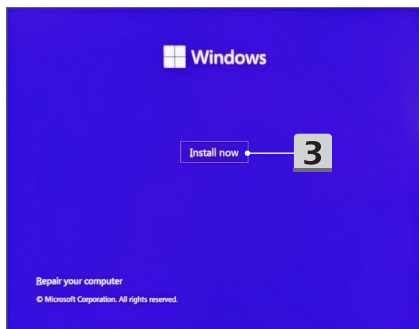 Windows
Install now
3
Repair your computer
© Microsoft Corporation. All rights reserved.